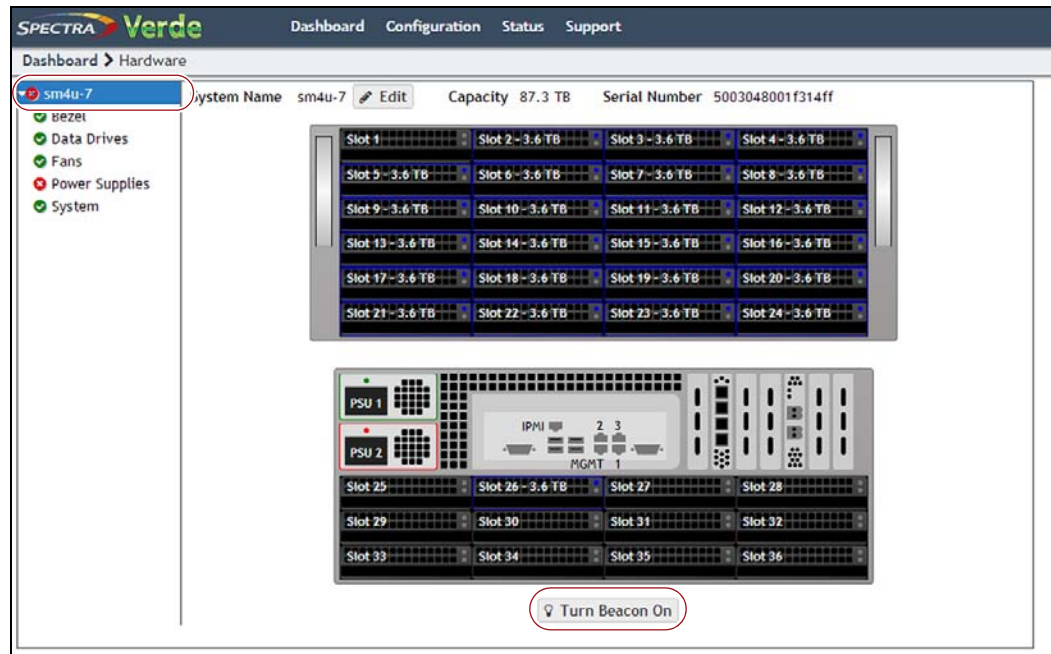 SPECTRA Verde Dashboard Configuration Status Support
Dashboard > Hardware
sm4u-7
Bezel
Data Drives
Fans
Power Supplies
System
System Name sm4u-7 Edit Capacity 87.3 TB Serial Number 5003048001f314ff
Slot 1 Slot 2 - 3.6 TB Slot 3 - 3.6 TB Slot 4 - 3.6 TB
Slot 5 - 3.6 TB Slot 6 - 3.6 TB Slot 7 - 3.6 TB Slot 8 - 3.6 TB
Slot 9 - 3.6 TB Slot 10 - 3.6 TB Slot 11 - 3.6 TB Slot 12 - 3.6 TB
Slot 13 - 3.6 TB Slot 14 - 3.6 TB Slot 15 - 3.6 TB Slot 16 - 3.6 TB
Slot 17 - 3.6 TB Slot 18 - 3.6 TB Slot 19 - 3.6 TB Slot 20 - 3.6 TB
Slot 21 - 3.6 TB Slot 22 - 3.6 TB Slot 23 - 3.6 TB Slot 24 - 3.6 TB
PSU 1
IPMI 2 3
PSU 2
MGMT 1
Slot 25 Slot 26 - 3.6 TB Slot 27 Slot 28
Slot 29 Slot 30 Slot 31 Slot 32
Slot 33 Slot 34 Slot 35 Slot 36
Turn Beacon On